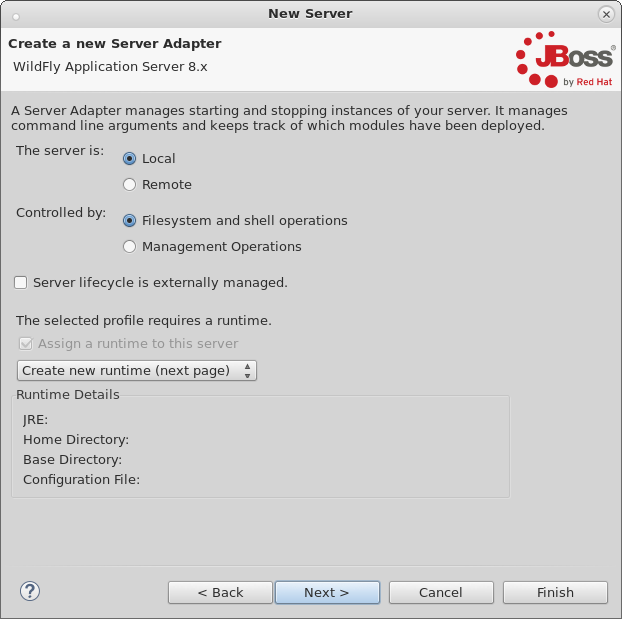 New Server
Create a new Server Adapter
WildFly Application Server 8.x
JBoss®
by Red Hat
A Server Adapter manages starting and stopping instances of your server. It manages
command line arguments and keeps track of which modules have been deployed.
The server is:
Local
Remote
Controlled by:
Filesystem and shell operations
Management Operations
Server lifecycle is externally managed.
The selected profile requires a runtime.
Assign a runtime to this server
Create new runtime (next page)
Runtime Details
JRE:
Home Directory:
Base Directory:
Configuration File:
?
< Back
Next >
Cancel
Finish